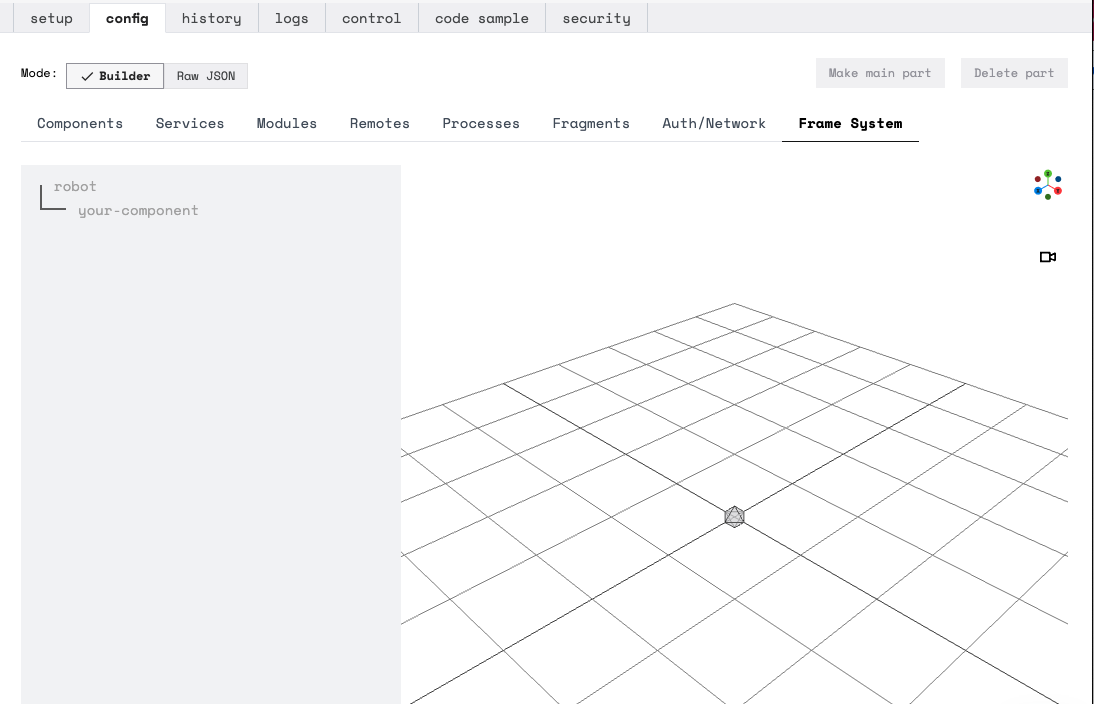 setup config history logs control code sample security
Mode: Builder Raw JSON Make main part Delete part
Components Services Modules Remotes Processes Fragments Auth/Network Frame System
robot
your-component